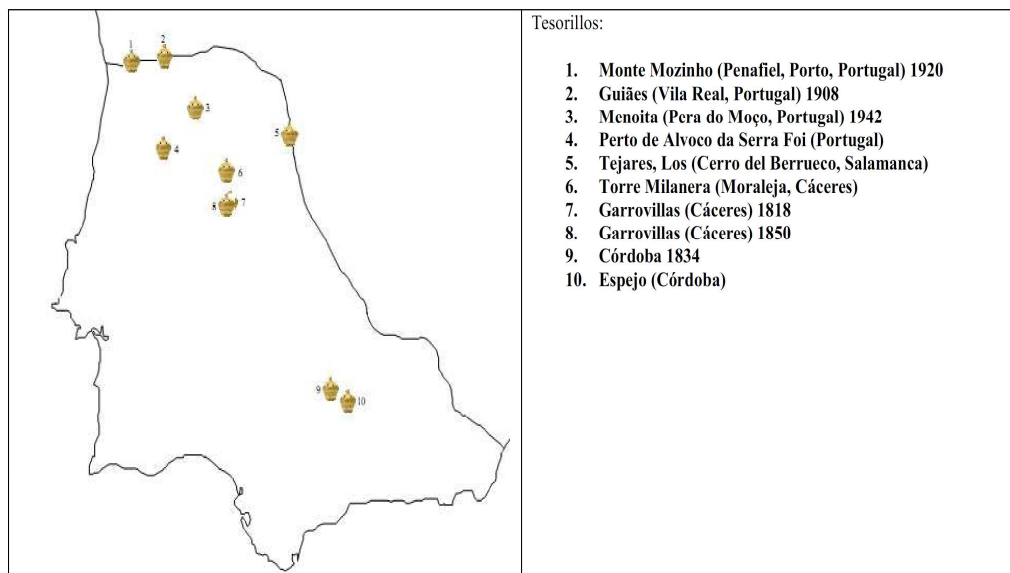 Tesorillos:
1. Monte Mozinho (Penafiel, Porto, Portugal) 1920
2. Guiães (Vila Real, Portugal) 1908
3. Menoita (Pera do Moço, Portugal) 1942
4. Perto de Alvoco da Serra Foi (Portugal)
5. Tejares, Los (Cerro del Berrueco, Salamanca)
6. Torre Milanera (Moraleja, Cáceres)
7. Garrovillas (Cáceres) 1818
8. Garrovillas (Cáceres) 1850
9. Córdoba 1834
10. Espejo (Córdoba)
1
2
3
5
4
6
7
8
9
10